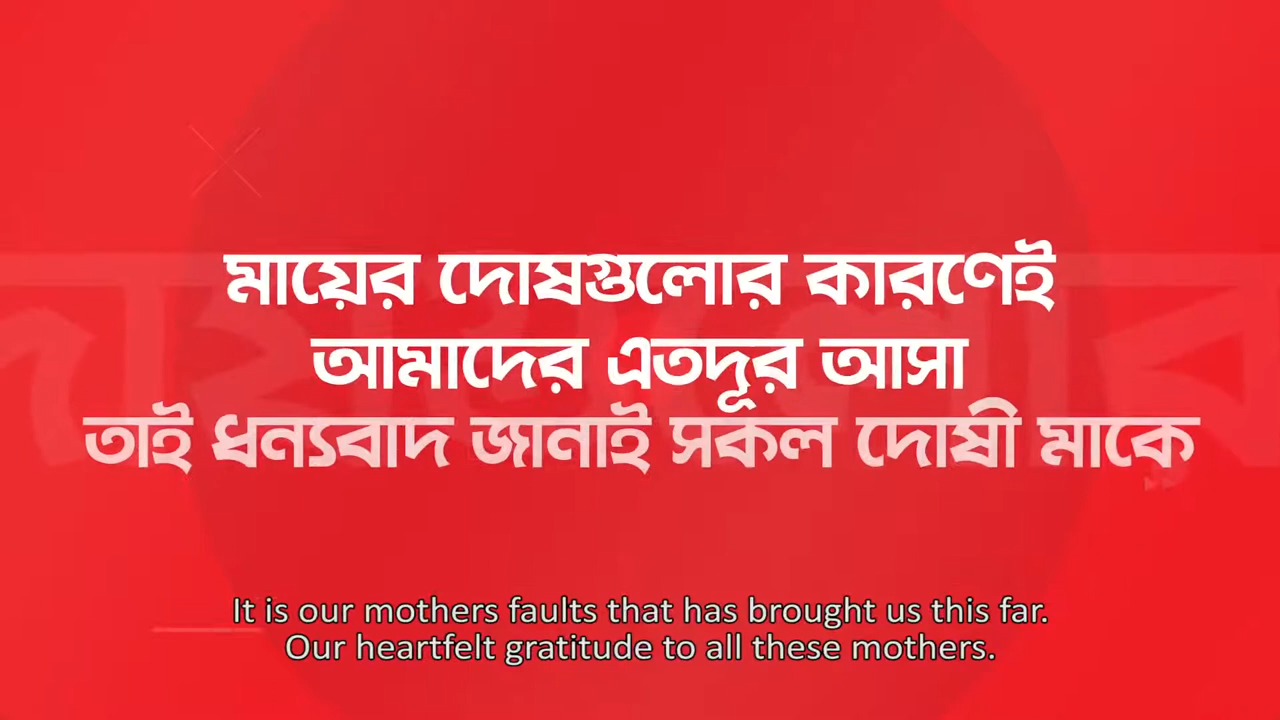 মায়ের দোষগুলোর কারণেই
আমাদের এতদূর আসা
তাই ধন্যবাদ জানাই সকল দোষী মাকে
It is our mothers faults that has brought us this far.
Our heartfelt gratitude to all these mothers.